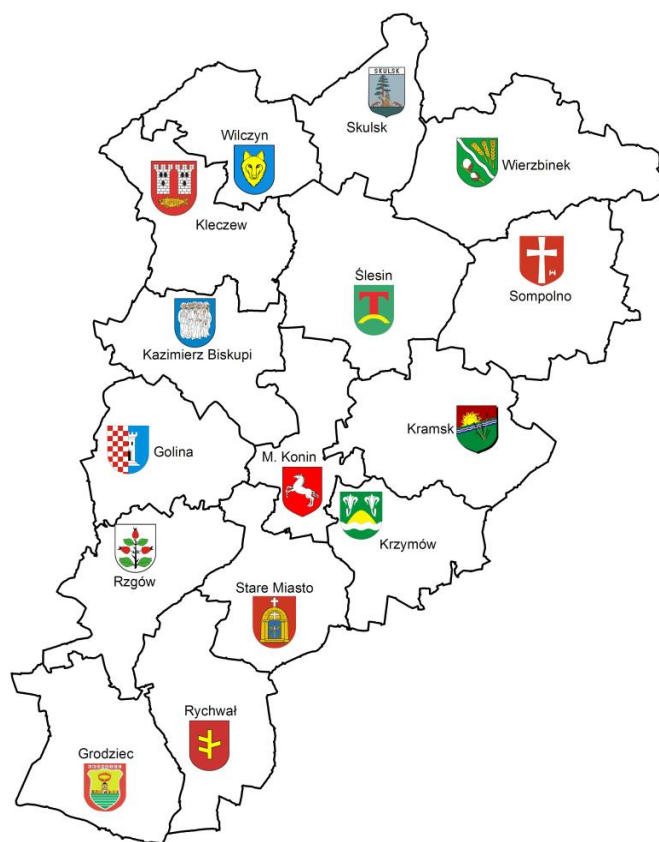 SKULSK
Skulsk
Wilczyn
Wierzbinek
Kleczew
Ślesin
Sompolno
Kazimierz Biskupi
Kramsk
Golina
M. Konin
Krzymów
Rzgów
Stare Miasto
Rychwał
Grodziec